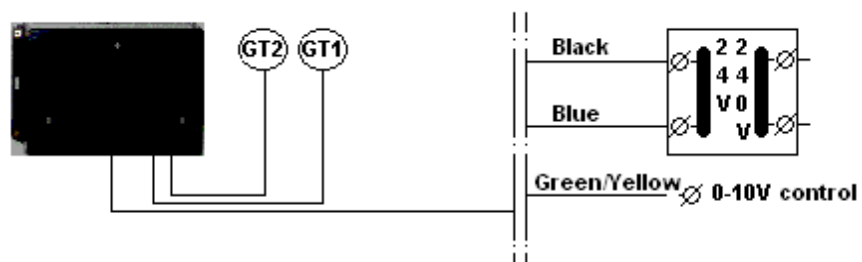 GT2 GT1
Black
2 2
4 4
V 0
V
Blue
Green/Yellow
0-10V control